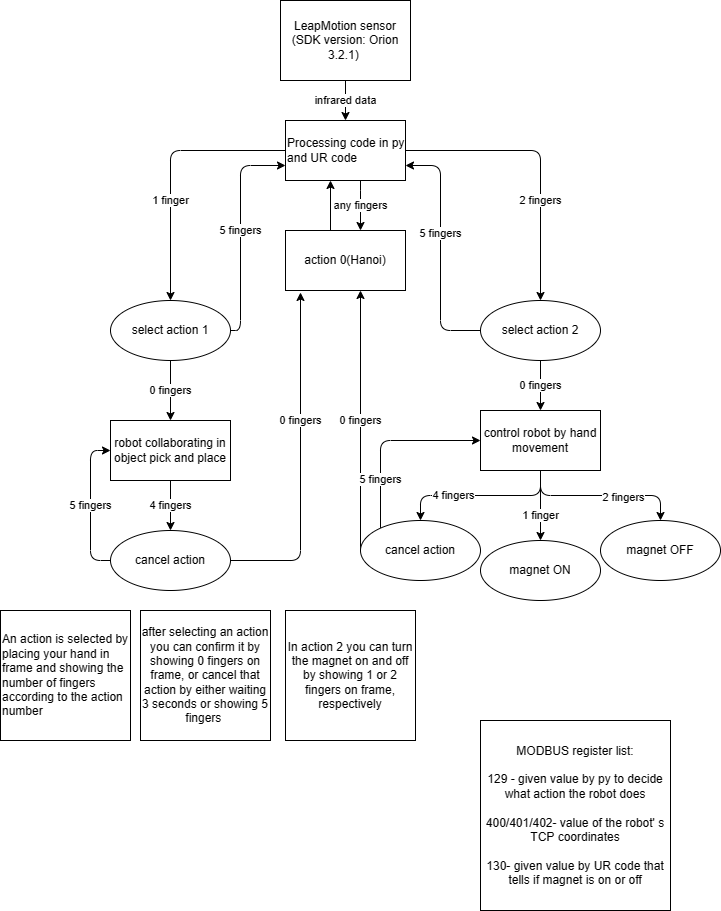 LeapMotion sensor
(SDK version: Orion
3.2.1)
infrared data
Processing code in py
and UR code
1 finger
5 fingers
any fingers
5 fingers
2 fingers
action 0(Hanoi)
select action 1
select action 2
0 fingers
0 fingers
0 fingers
0 fingers
robot collaborating in
object pick and place
control robot by hand
movement
5 fingers
4 fingers
5 fingers
4 fingers
1 finger
2 fingers
cancel action
cancel action
magnet ON
magnet OFF
An action is selected by
placing your hand in
frame and showing the
number of fingers
according to the action
number
after selecting an action
you can confirm it by
showing 0 fingers on
frame, or cancel that
action by either waiting
3 seconds or showing 5
fingers
In action 2 you can turn
the magnet on and off
by showing 1 or 2
fingers on frame,
respectively
MODBUS register list:
129 - given value by py to decide
what action the robot does
400/401/402- value of the robot' s
TCP coordinates
130- given value by UR code that
tells if magnet is on or off